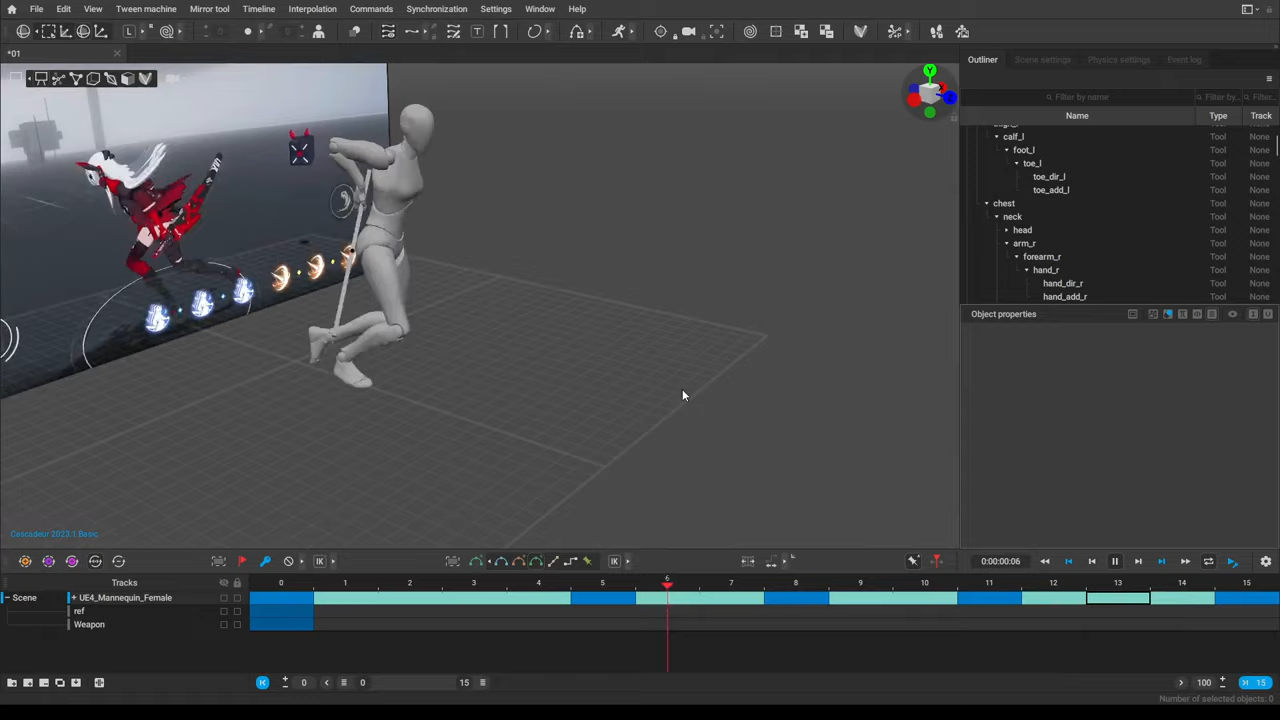 File Edit View Tween machine Mirror tool Timeline Interpolation Commands Synchronization Settings Window Help
*01
Outliner Scene settings Physics settings Event log
Filter by name Filter by... Filter...
Name Type Track
calf_l Tool None
foot_l Tool None
toe_l Tool None
toe_dir_l Tool None
toe_add_l Tool None
chest Tool None
neck Tool None
head Tool None
arm_r Tool None
forearm_r Tool None
hand_r Tool None
hand_dir_r Tool None
hand_add_r Tool None
Object properties
Cascadeur 2023.1 Basic
IK IK 0:00:00:06
Tracks 0 1 2 3 4 5 6 7 8 9 10 11 12 13 14 15
Scene + UE4_Mannequin_Female
ref
Weapon
0 0 15 100 15
Number of selected objects: 0